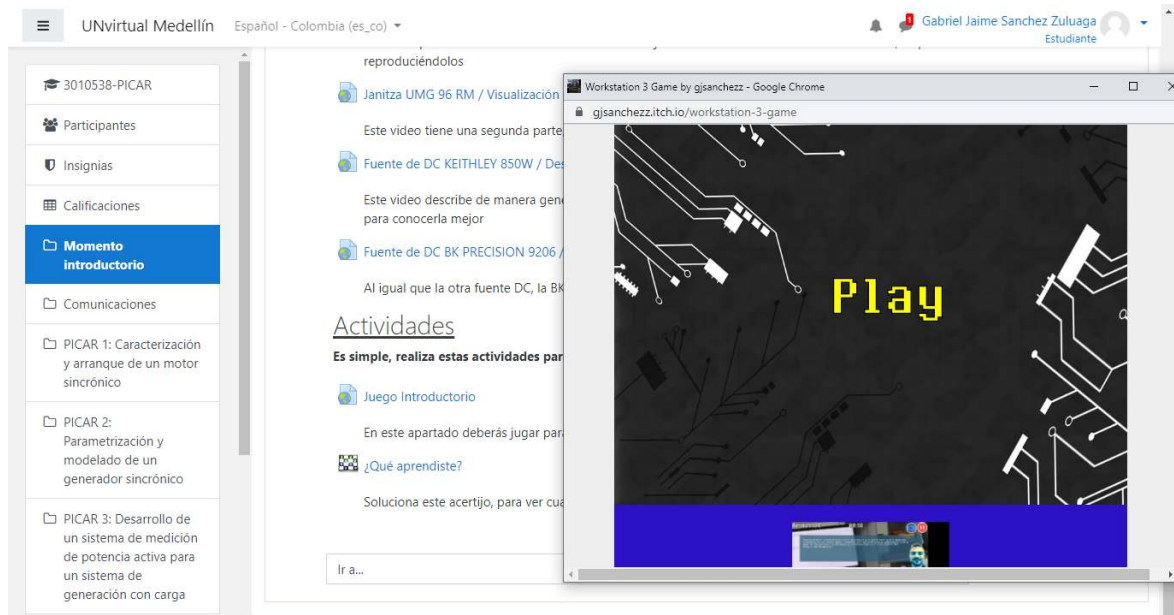 UNvirtual Medellín Español - Colombia (es_co)
1 Gabriel Jaime Sanchez Zuluaga
Estudiante
3010538-PICAR
Participantes
Insignias
Calificaciones
Momento
introductorio
Comunicaciones
PICAR 1: Caracterización
y arranque de un motor
sincrónico
PICAR 2:
Parametrización y
modelado de un
generador sincrónico
PICAR 3: Desarrollo de
un sistema de medición
de potencia activa para
un sistema de
generación con carga
reproduciéndolos
Janitza UMG 96 RM / Visualización
Este video tiene una segunda parte
Fuente de DC KEITHLEY 850W / Des
Este video describe de manera gene
para conocerla mejor
Fuente de DC BK PRECISION 9206 /
Al igual que la otra fuente DC, la BK
Actividades
Es simple, realiza estas actividades par
Juego Introductorio
En este apartado deberás jugar para
¿Qué aprendiste?
Soluciona este acertijo, para ver cua
Ir a...
Workstation 3 Game by gjsanchezz - Google Chrome
gjsanchezz.itch.io/workstation-3-game
Play